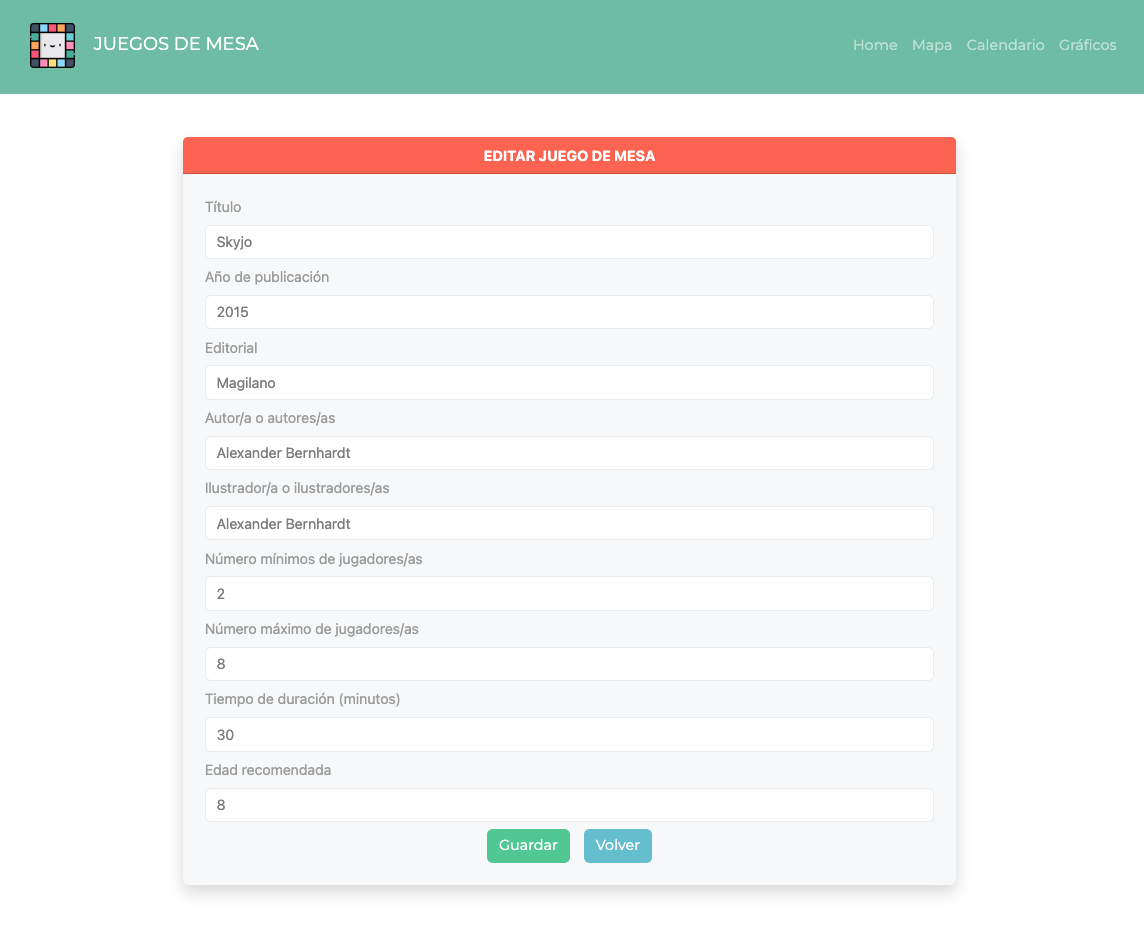 JUEGOS DE MESA
Home Mapa Calendario Gráficos
EDITAR JUEGO DE MESA
Título
Skyjo
Año de publicación
2015
Editorial
Magilano
Autor/a o autores/as
Alexander Bernhardt
Ilustrador/a o ilustradores/as
Alexander Bernhardt
Número mínimos de jugadores/as
2
Número máximo de jugadores/as
8
Tiempo de duración (minutos)
30
Edad recomendada
8
Guardar Volver